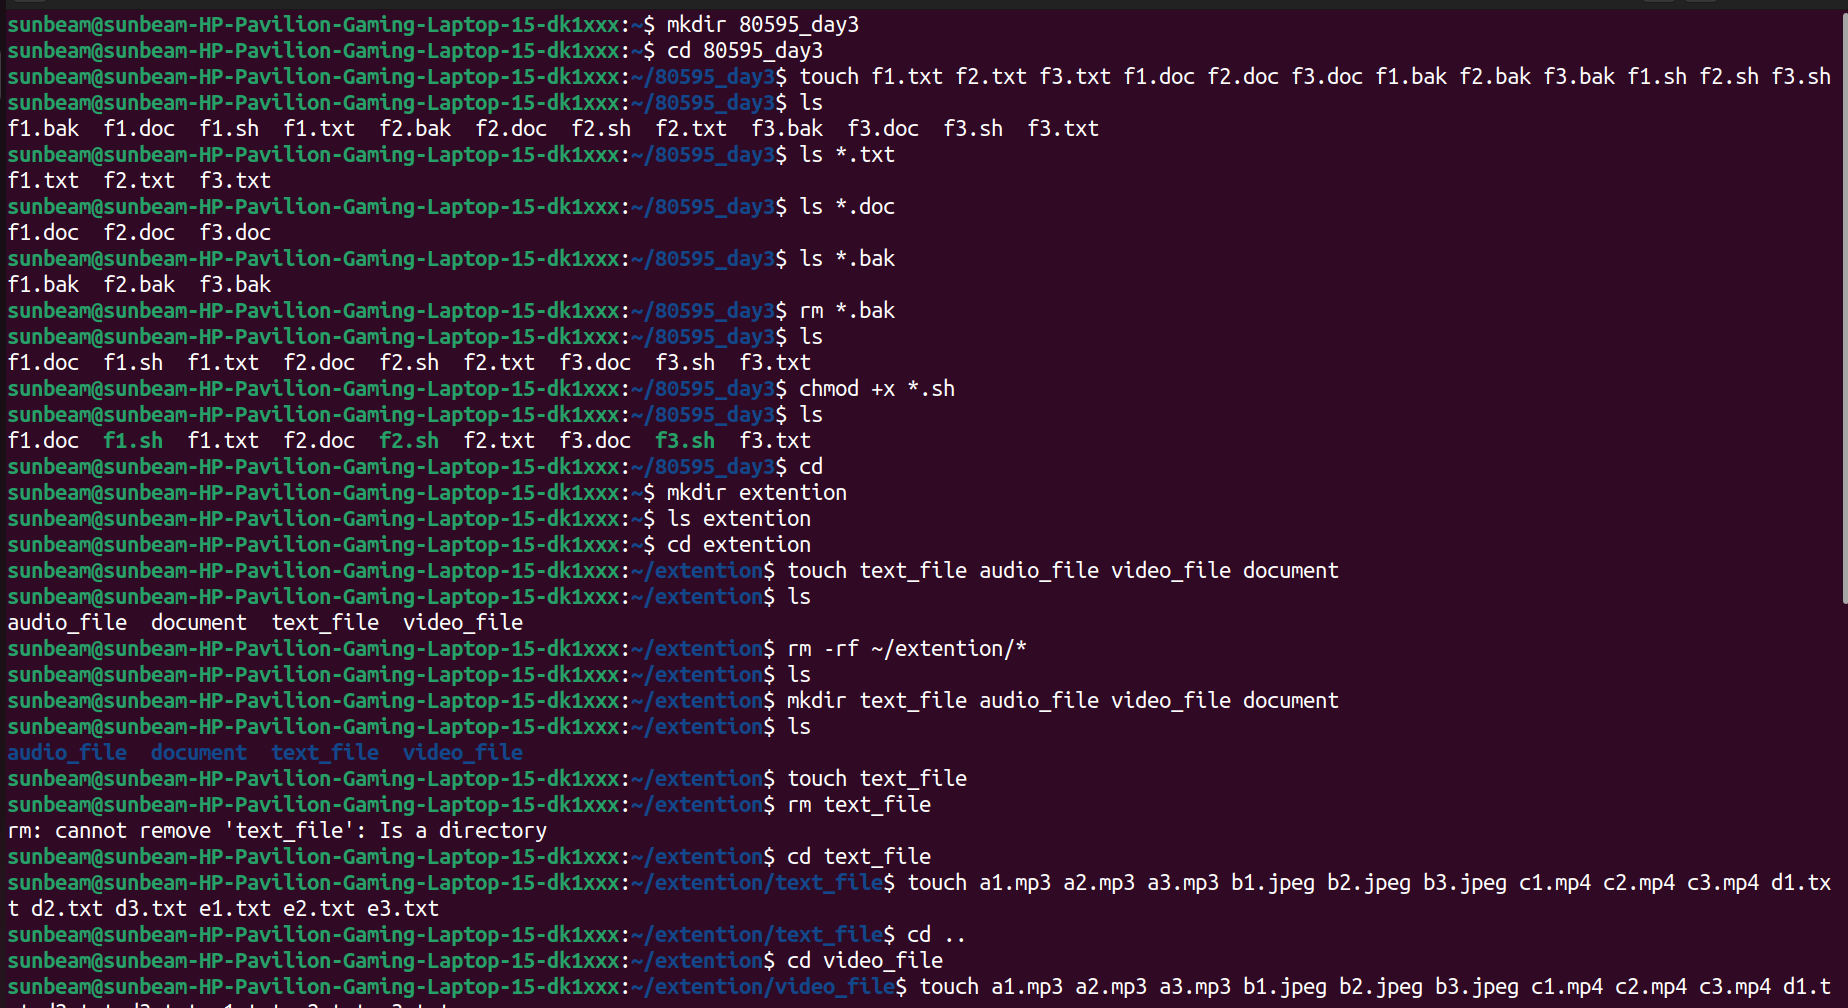 sunbeam@sunbeam-HP-Pavilion-Gaming-Laptop-15-dk1xxx:~$ mkdir 80595_day3
sunbeam@sunbeam-HP-Pavilion-Gaming-Laptop-15-dk1xxx:~$ cd 80595_day3
sunbeam@sunbeam-HP-Pavilion-Gaming-Laptop-15-dk1xxx:~/80595_day3$ touch f1.txt f2.txt f3.txt f1.doc f2.doc f3.doc f1.bak f2.bak f3.bak f1.sh f2.sh f3.sh
sunbeam@sunbeam-HP-Pavilion-Gaming-Laptop-15-dk1xxx:~/80595_day3$ ls
f1.bak  f1.doc  f1.sh  f1.txt  f2.bak  f2.doc  f2.sh  f2.txt  f3.bak  f3.doc  f3.sh  f3.txt
sunbeam@sunbeam-HP-Pavilion-Gaming-Laptop-15-dk1xxx:~/80595_day3$ ls *.txt
f1.txt  f2.txt  f3.txt
sunbeam@sunbeam-HP-Pavilion-Gaming-Laptop-15-dk1xxx:~/80595_day3$ ls *.doc
f1.doc  f2.doc  f3.doc
sunbeam@sunbeam-HP-Pavilion-Gaming-Laptop-15-dk1xxx:~/80595_day3$ ls *.bak
f1.bak  f2.bak  f3.bak
sunbeam@sunbeam-HP-Pavilion-Gaming-Laptop-15-dk1xxx:~/80595_day3$ rm *.bak
sunbeam@sunbeam-HP-Pavilion-Gaming-Laptop-15-dk1xxx:~/80595_day3$ ls
f1.doc  f1.sh  f1.txt  f2.doc  f2.sh  f2.txt  f3.doc  f3.sh  f3.txt
sunbeam@sunbeam-HP-Pavilion-Gaming-Laptop-15-dk1xxx:~/80595_day3$ chmod +x *.sh
sunbeam@sunbeam-HP-Pavilion-Gaming-Laptop-15-dk1xxx:~/80595_day3$ ls
f1.doc  f1.sh  f1.txt  f2.doc  f2.sh  f2.txt  f3.doc  f3.sh  f3.txt
sunbeam@sunbeam-HP-Pavilion-Gaming-Laptop-15-dk1xxx:~/80595_day3$ cd
sunbeam@sunbeam-HP-Pavilion-Gaming-Laptop-15-dk1xxx:~$ mkdir extention
sunbeam@sunbeam-HP-Pavilion-Gaming-Laptop-15-dk1xxx:~$ ls extention
sunbeam@sunbeam-HP-Pavilion-Gaming-Laptop-15-dk1xxx:~$ cd extention
sunbeam@sunbeam-HP-Pavilion-Gaming-Laptop-15-dk1xxx:~/extention$ touch text_file audio_file video_file document
sunbeam@sunbeam-HP-Pavilion-Gaming-Laptop-15-dk1xxx:~/extention$ ls
audio_file  document  text_file  video_file
sunbeam@sunbeam-HP-Pavilion-Gaming-Laptop-15-dk1xxx:~/extention$ rm -rf ~/extention/*
sunbeam@sunbeam-HP-Pavilion-Gaming-Laptop-15-dk1xxx:~/extention$ ls
sunbeam@sunbeam-HP-Pavilion-Gaming-Laptop-15-dk1xxx:~/extention$ mkdir text_file audio_file video_file document
sunbeam@sunbeam-HP-Pavilion-Gaming-Laptop-15-dk1xxx:~/extention$ ls
audio_file  document  text_file  video_file
sunbeam@sunbeam-HP-Pavilion-Gaming-Laptop-15-dk1xxx:~/extention$ touch text_file
sunbeam@sunbeam-HP-Pavilion-Gaming-Laptop-15-dk1xxx:~/extention$ rm text_file
rm: cannot remove 'text_file': Is a directory
sunbeam@sunbeam-HP-Pavilion-Gaming-Laptop-15-dk1xxx:~/extention$ cd text_file
sunbeam@sunbeam-HP-Pavilion-Gaming-Laptop-15-dk1xxx:~/extention/text_file$ touch a1.mp3 a2.mp3 a3.mp3 b1.jpeg b2.jpeg b3.jpeg c1.mp4 c2.mp4 c3.mp4 d1.tx
t d2.txt d3.txt e1.txt e2.txt e3.txt
sunbeam@sunbeam-HP-Pavilion-Gaming-Laptop-15-dk1xxx:~/extention/text_file$ cd ..
sunbeam@sunbeam-HP-Pavilion-Gaming-Laptop-15-dk1xxx:~/extention$ cd video_file
sunbeam@sunbeam-HP-Pavilion-Gaming-Laptop-15-dk1xxx:~/extention/video_file$ touch a1.mp3 a2.mp3 a3.mp3 b1.jpeg b2.jpeg b3.jpeg c1.mp4 c2.mp4 c3.mp4 d1.t